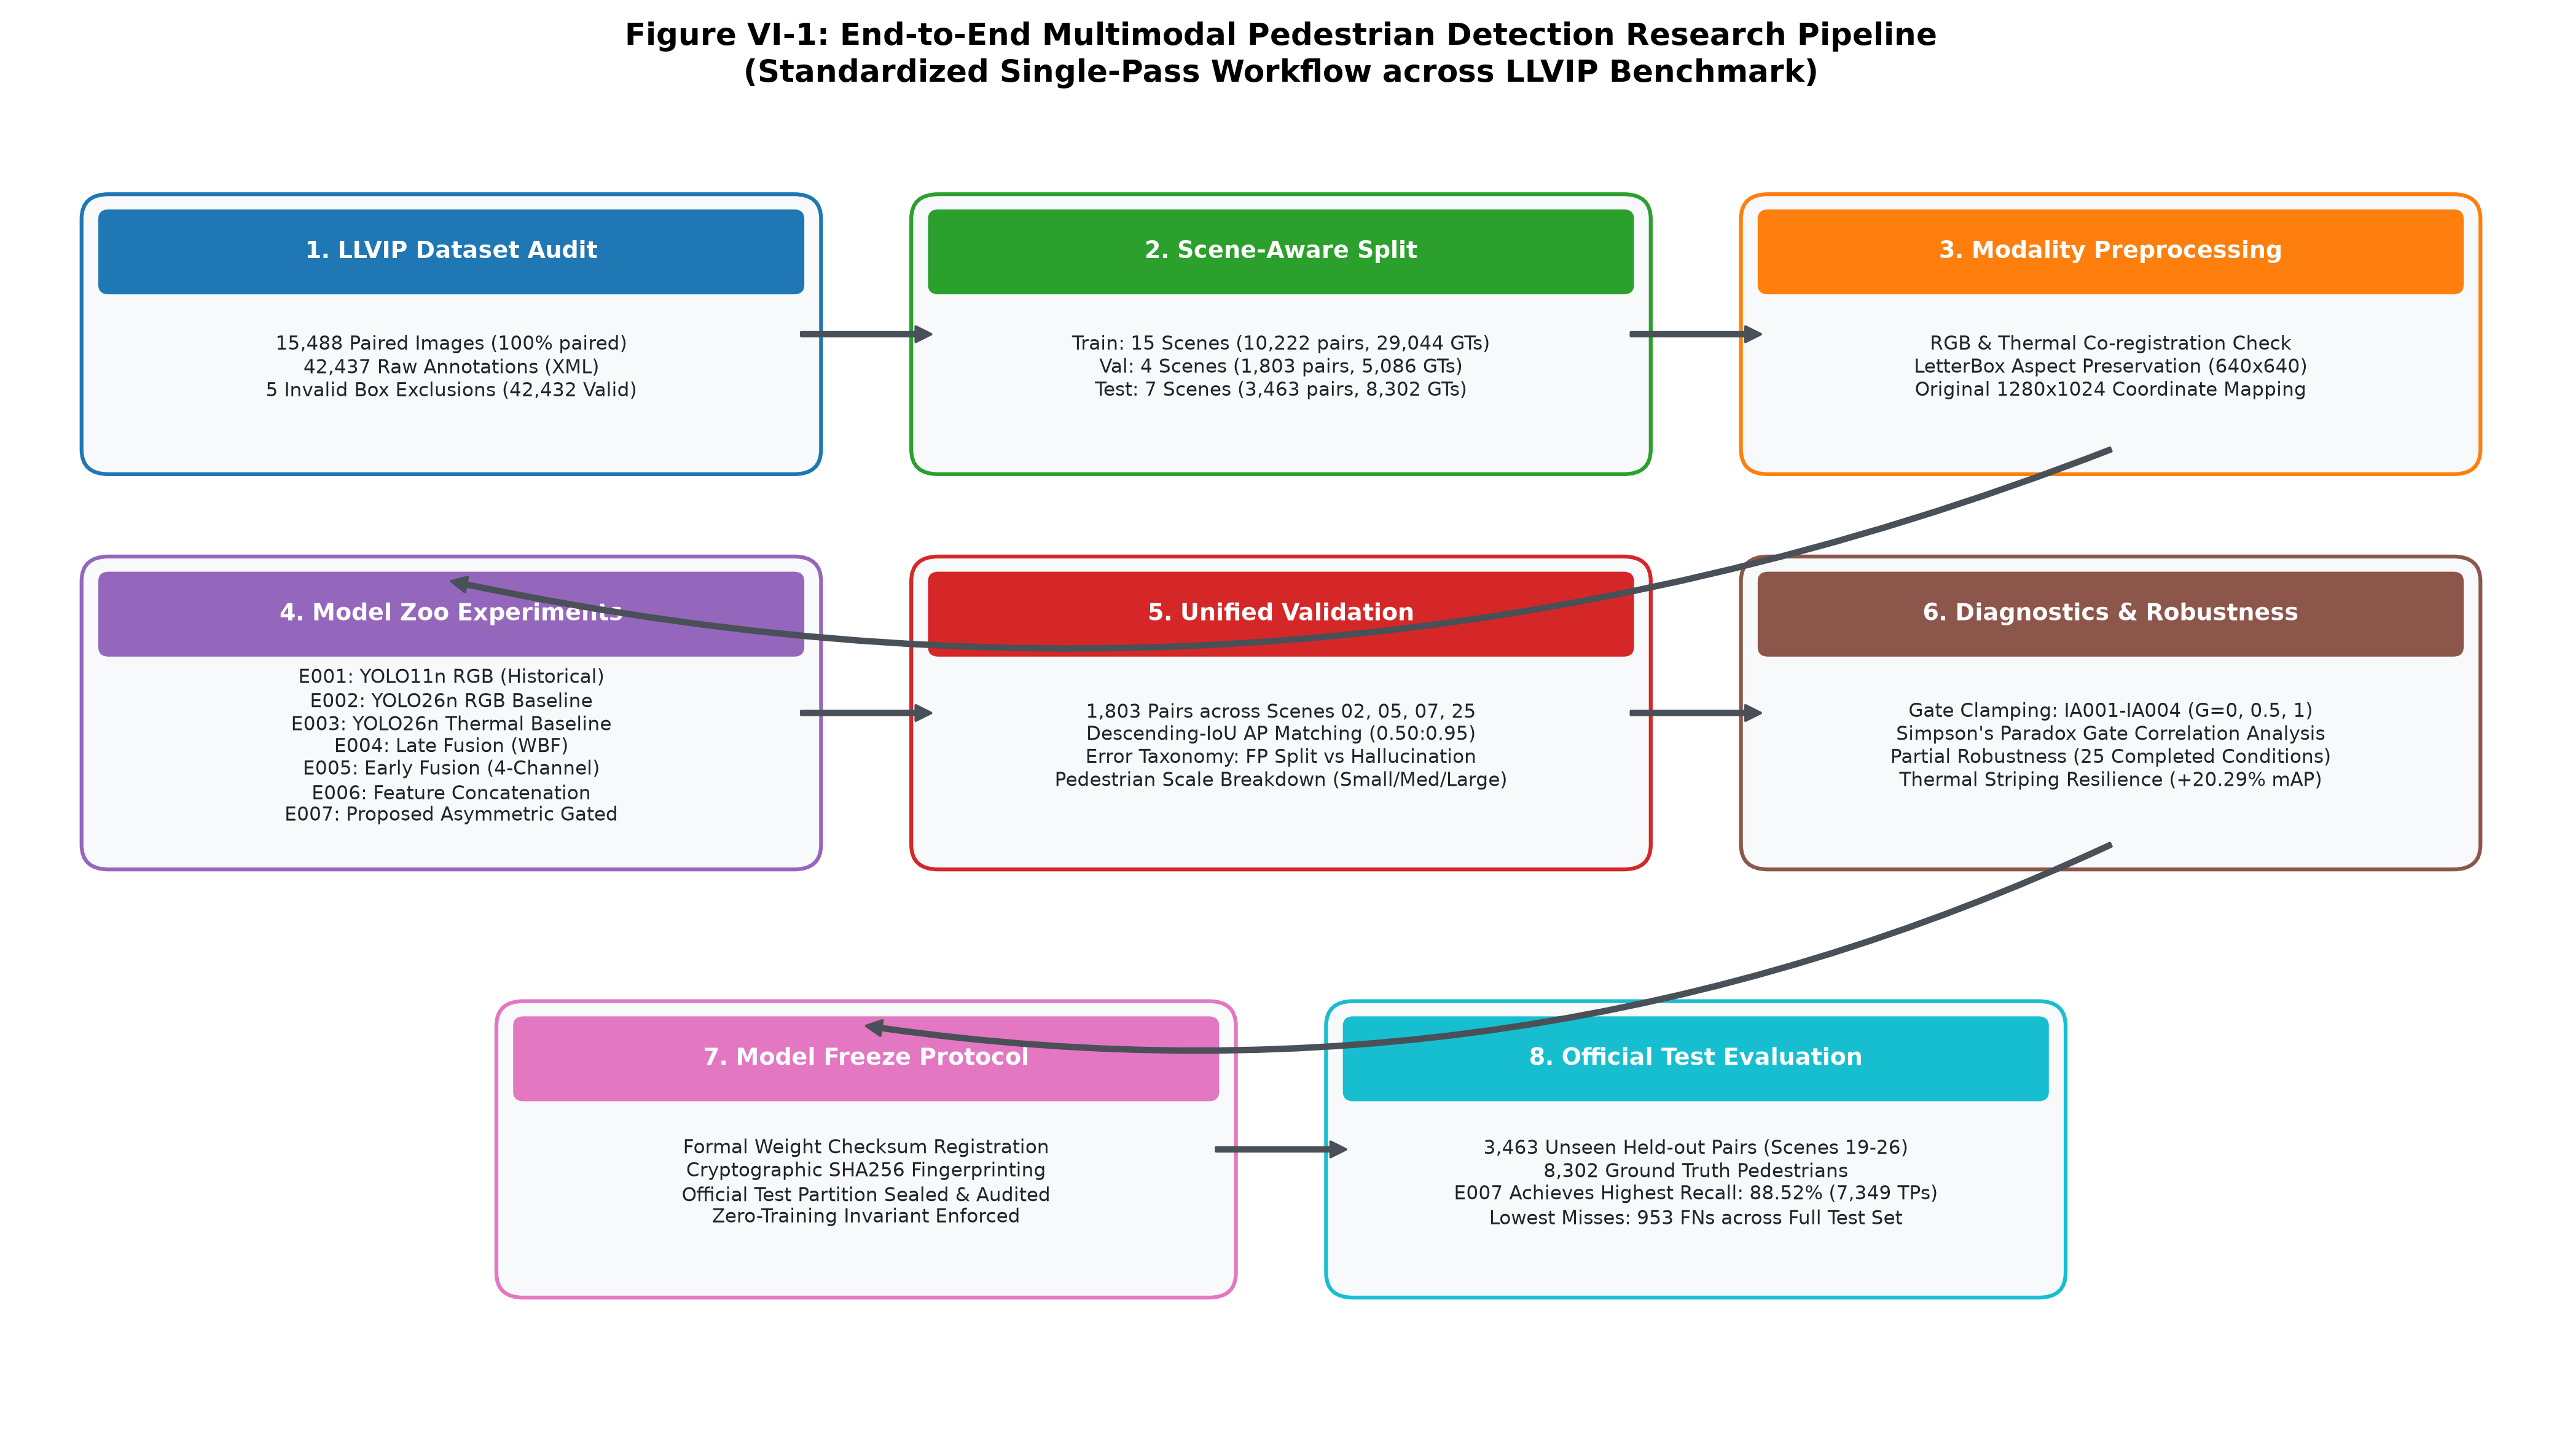 Figure VI-1: End-to-End Multimodal Pedestrian Detection Research Pipeline
(Standardized Single-Pass Workflow across LLVIP Benchmark)
1. LLVIP Dataset Audit
15,488 Paired Images (100% paired)
42,437 Raw Annotations (XML)
5 Invalid Box Exclusions (42,432 Valid)
2. Scene-Aware Split
Train: 15 Scenes (10,222 pairs, 29,044 GTs)
Val: 4 Scenes (1,803 pairs, 5,086 GTs)
Test: 7 Scenes (3,463 pairs, 8,302 GTs)
3. Modality Preprocessing
RGB & Thermal Co-registration Check
LetterBox Aspect Preservation (640x640)
Original 1280x1024 Coordinate Mapping
4. Model Zoo Experiments
E001: YOLO11n RGB (Historical)
E002: YOLO26n RGB Baseline
E003: YOLO26n Thermal Baseline
E004: Late Fusion (WBF)
E005: Early Fusion (4-Channel)
E006: Feature Concatenation
E007: Proposed Asymmetric Gated
5. Unified Validation
1,803 Pairs across Scenes 02, 05, 07, 25
Descending-IoU AP Matching (0.50:0.95)
Error Taxonomy: FP Split vs Hallucination
Pedestrian Scale Breakdown (Small/Med/Large)
6. Diagnostics & Robustness
Gate Clamping: IA001-IA004 (G=0, 0.5, 1)
Simpson's Paradox Gate Correlation Analysis
Partial Robustness (25 Completed Conditions)
Thermal Striping Resilience (+20.29% mAP)
7. Model Freeze Protocol
Formal Weight Checksum Registration
Cryptographic SHA256 Fingerprinting
Official Test Partition Sealed & Audited
Zero-Training Invariant Enforced
8. Official Test Evaluation
3,463 Unseen Held-out Pairs (Scenes 19-26)
8,302 Ground Truth Pedestrians
E007 Achieves Highest Recall: 88.52% (7,349 TPs)
Lowest Misses: 953 FNs across Full Test Set